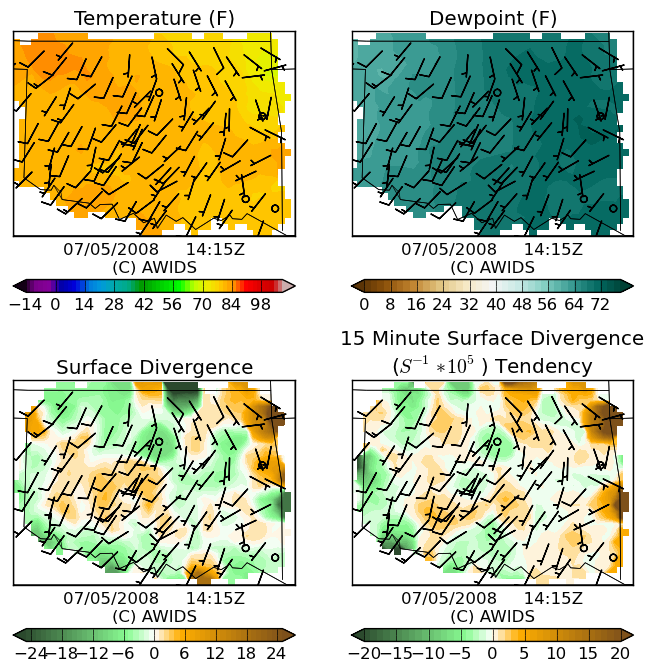 Temperature (F)
07/05/2008 14:15Z
(C) AWIDS
−14 0 14 28 42 56 70 84 98
Dewpoint (F)
07/05/2008 14:15Z
(C) AWIDS
0 8 16 24 32 40 48 56 64 72
Surface Divergence
07/05/2008 14:15Z
(C) AWIDS
−24 −18 −12 −6 0 6 12 18 24
15 Minute Surface Divergence
(S⁻¹ *10⁵ ) Tendency
07/05/2008 14:15Z
(C) AWIDS
−20 −15 −10 −5 0 5 10 15 20